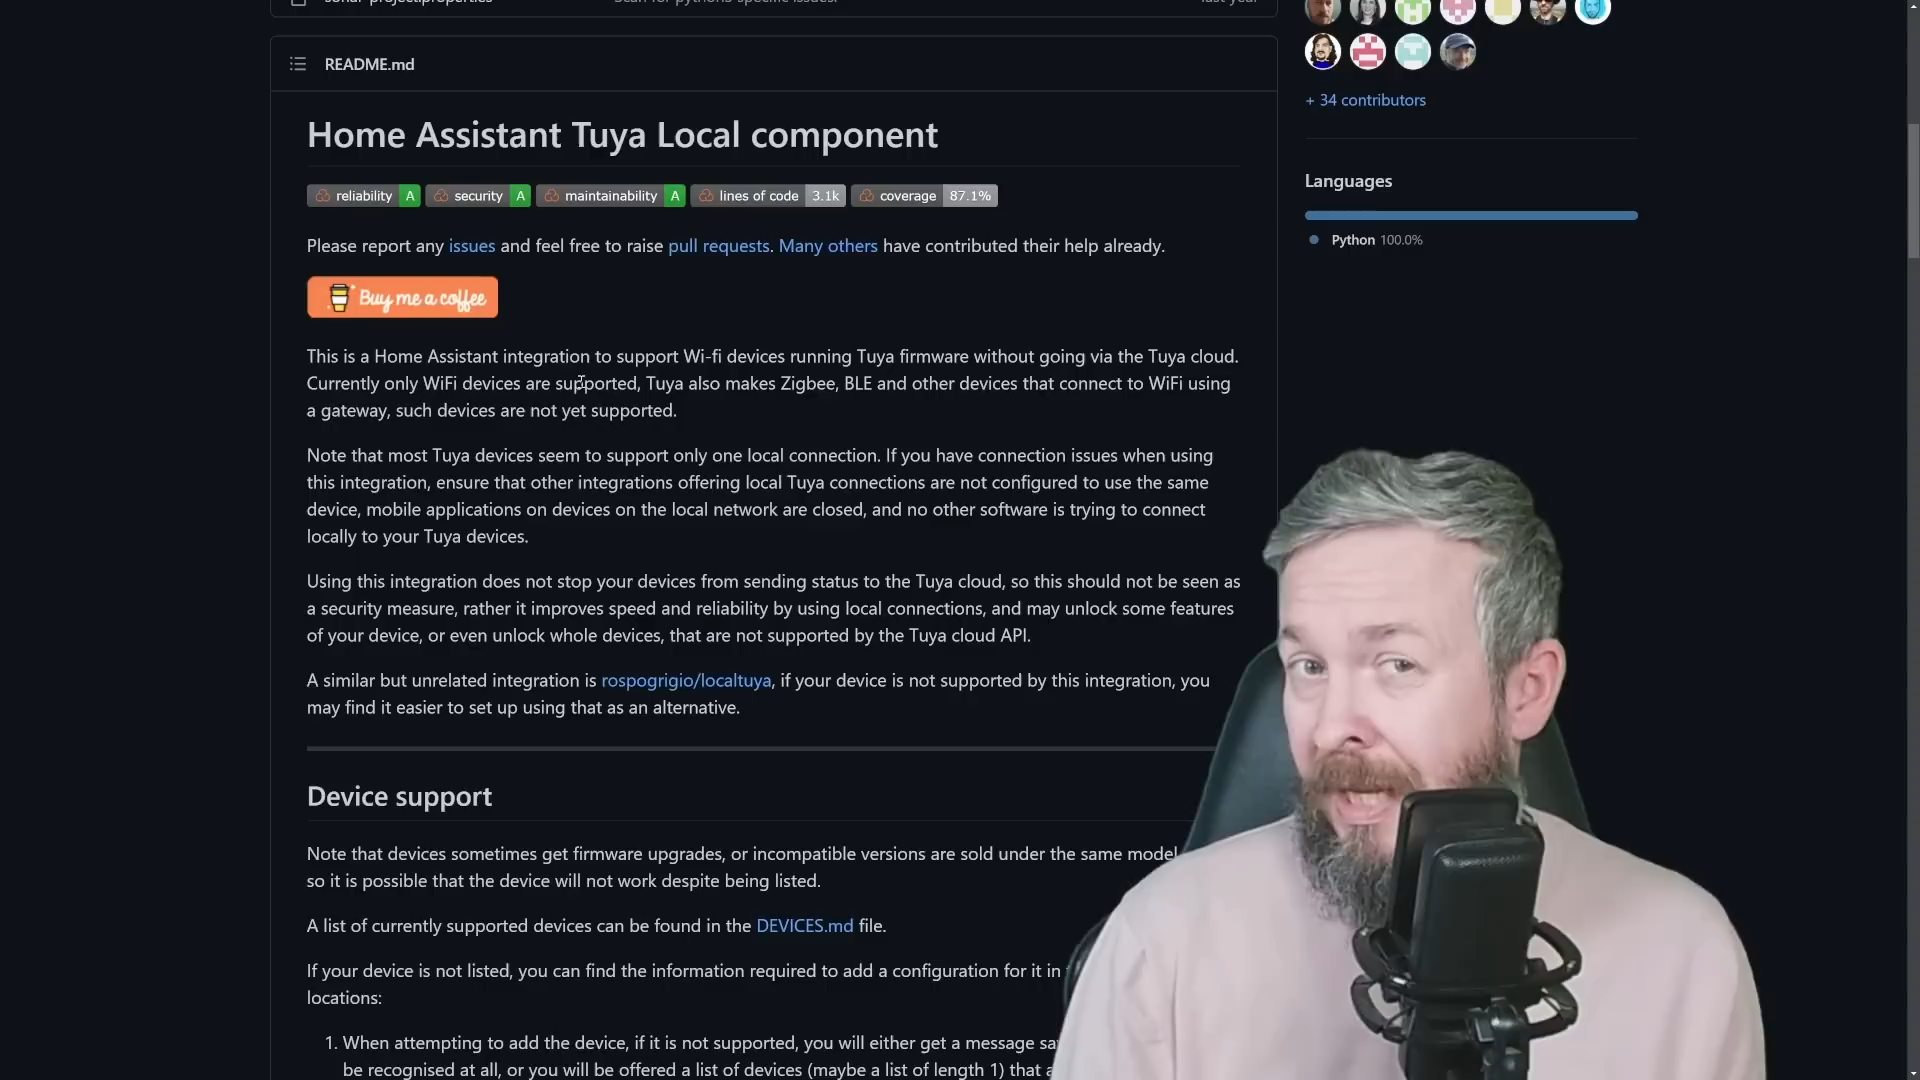 sonar-project.properties
last year
README.md
+ 34 contributors
Home Assistant Tuya Local component
Languages
reliability A security A maintainability A lines of code 3.1k coverage 87.1%
Python 100.0%
Please report any issues and feel free to raise pull requests. Many others have contributed their help already.
Buy me a coffee
This is a Home Assistant integration to support Wi-fi devices running Tuya firmware without going via the Tuya cloud.
Currently only WiFi devices are supported, Tuya also makes Zigbee, BLE and other devices that connect to WiFi using
a gateway, such devices are not yet supported.
Note that most Tuya devices seem to support only one local connection. If you have connection issues when using
this integration, ensure that other integrations offering local Tuya connections are not configured to use the same
device, mobile applications on devices on the local network are closed, and no other software is trying to connect
locally to your Tuya devices.
Using this integration does not stop your devices from sending status to the Tuya cloud, so this should not be seen as
a security measure, rather it improves speed and reliability by using local connections, and may unlock some features
of your device, or even unlock whole devices, that are not supported by the Tuya cloud API.
A similar but unrelated integration is rospogrigio/localtuya, if your device is not supported by this integration, you
may find it easier to set up using that as an alternative.
Device support
Note that devices sometimes get firmware upgrades, or incompatible versions are sold under the same model
so it is possible that the device will not work despite being listed.
A list of currently supported devices can be found in the DEVICES.md file.
If your device is not listed, you can find the information required to add a configuration for it in
locations:
1. When attempting to add the device, if it is not supported, you will either get a message
be recognised at all, or you will be offered a list of devices (maybe a list of length 1) that